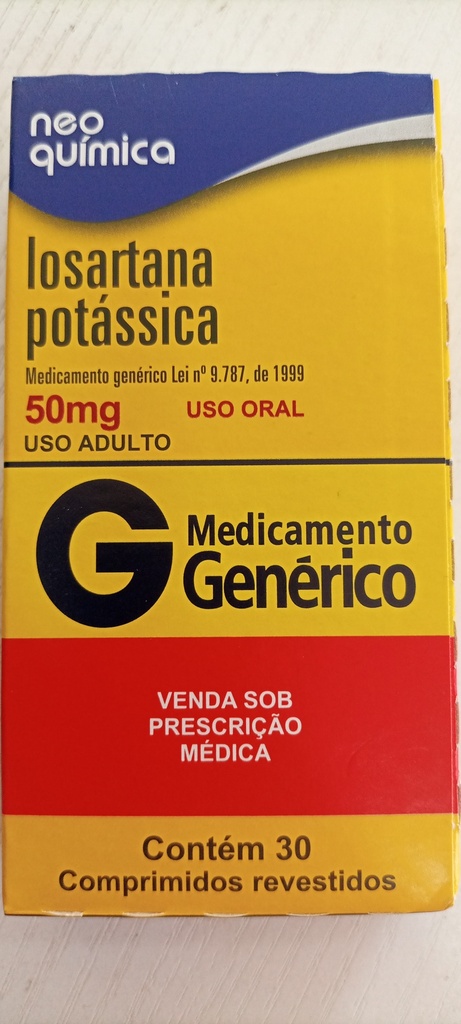 neo
química
losartana
potássica
Medicamento genérico Lei nº 9.787, de 1999
50mg USO ORAL
USO ADULTO
G Medicamento
Genérico
VENDA SOB
PRESCRIÇÃO
MÉDICA
Contém 30
Comprimidos revestidos